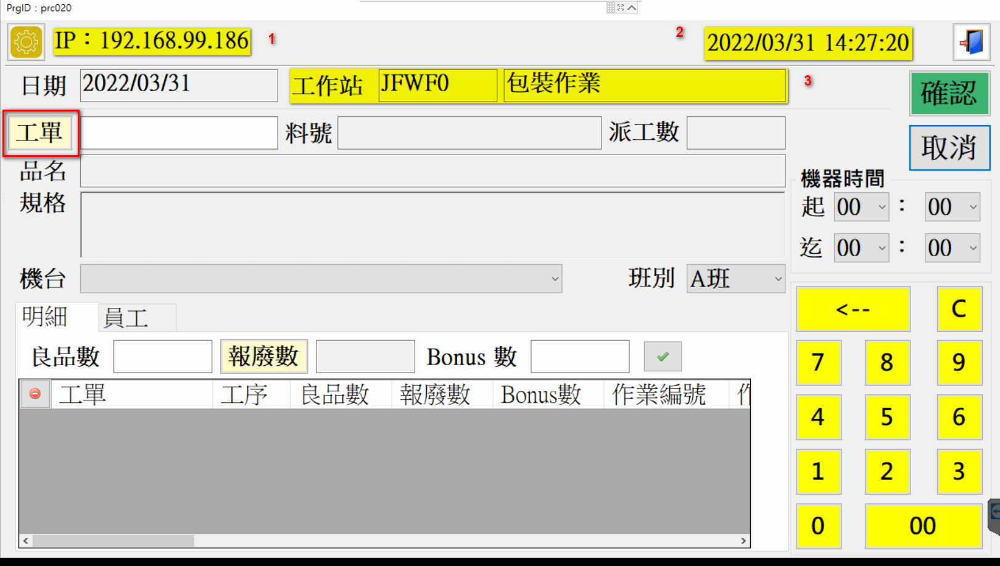 PrgID : prc020
IP：192.168.99.186 1 2 2022/03/31 14:27:20
日期 2022/03/31 工作站 JFWF0 包裝作業 3 確認
工單 料號 派工數 取消
品名
規格
機器時間
起 00 : 00
迄 00 : 00
機台 班別 A班
明細 員工
良品數 報廢數 Bonus 數
工單 工序 良品數 報廢數 Bonus數 作業編號 作
<-- C
7 8 9
4 5 6
1 2 3
0 00